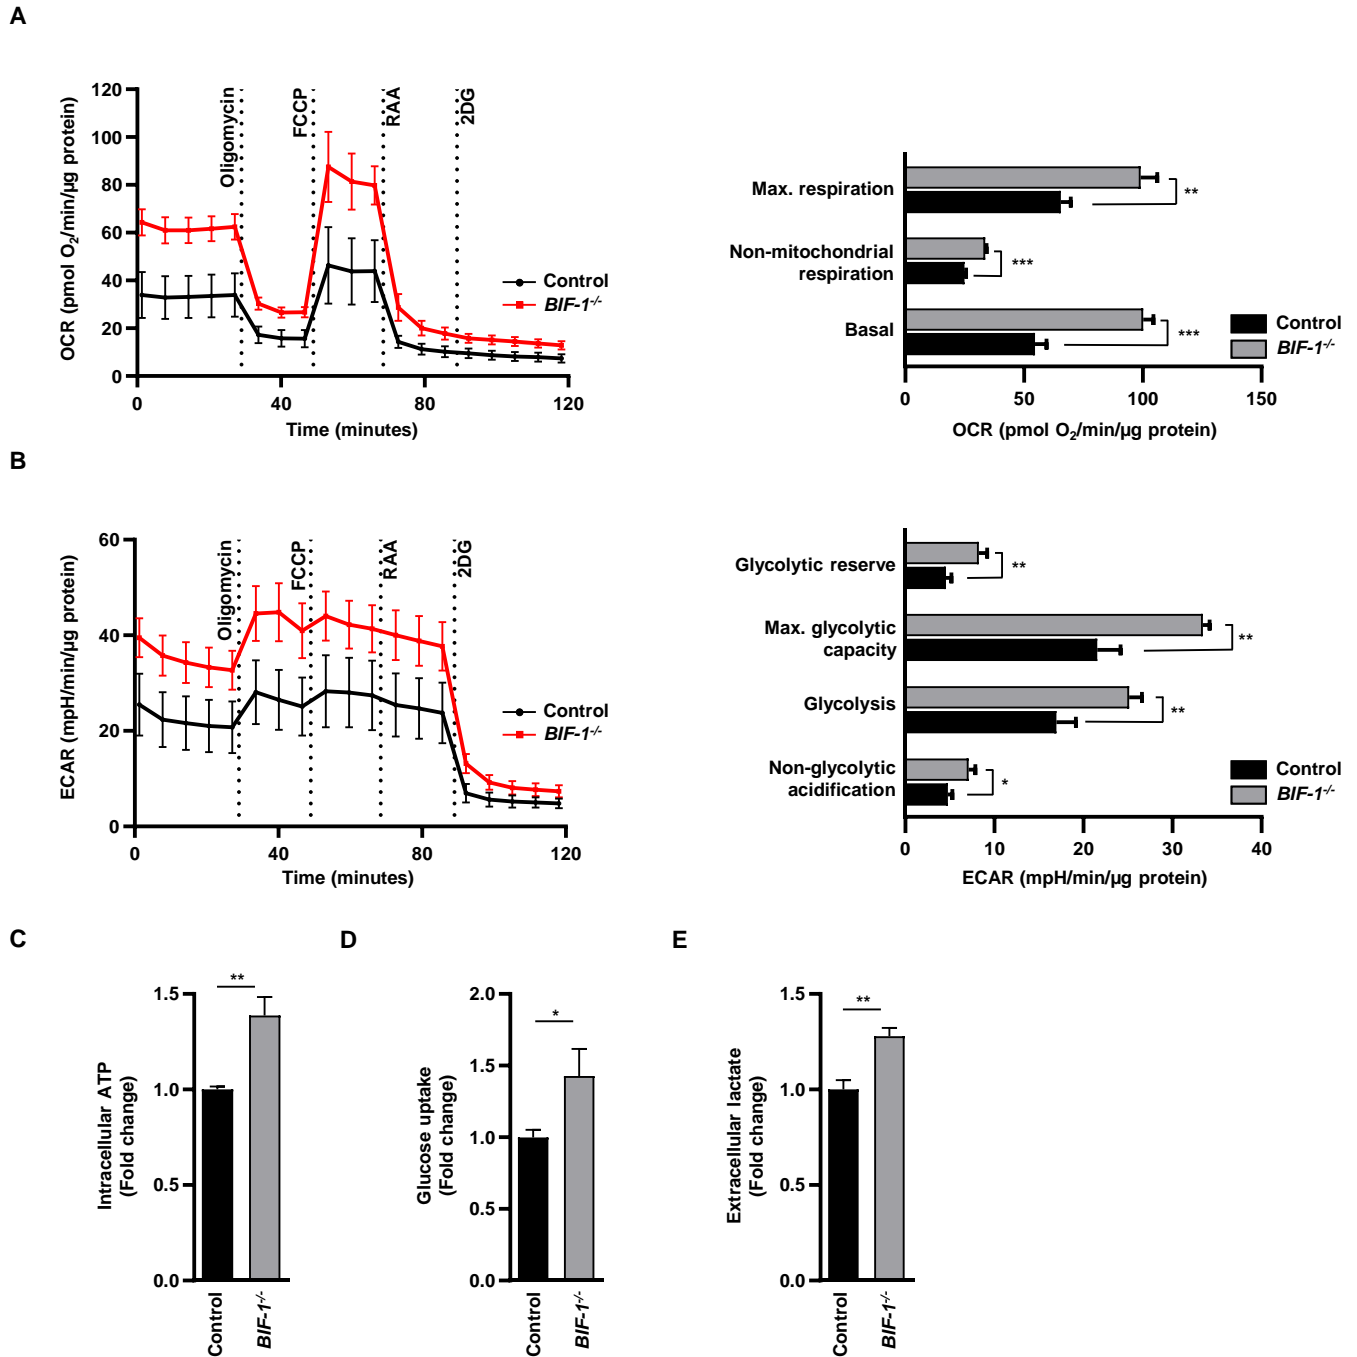 A
120
100
80
60
40
20
0
OCR (pmol O2/min/µg protein)
Oligomycin
FCCP
RAA
2DG
Control
BIF-1-/-
0
40
80
120
Time (minutes)
Max. respiration
**
Non-mitochondrial
respiration
***
Basal
***
Control
BIF-1-/-
0
50
100
150
OCR (pmol O2/min/µg protein)
B
60
40
20
0
ECAR (mpH/min/µg protein)
Oligomycin
FCCP
RAA
2DG
Control
BIF-1-/-
0
40
80
120
Time (minutes)
Glycolytic reserve
**
Max. glycolytic
capacity
**
Glycolysis
**
Non-glycolytic
acidification
*
Control
BIF-1-/-
0
10
20
30
40
ECAR (mpH/min/µg protein)
C
**
1.5
1.0
0.5
0.0
Intracellular ATP
(Fold change)
Control
BIF-1-/-
D
*
2.0
1.5
1.0
0.5
0.0
Glucose uptake
(Fold change)
Control
BIF-1-/-
E
**
1.5
1.0
0.5
0.0
Extracellular lactate
(Fold change)
Control
BIF-1-/-